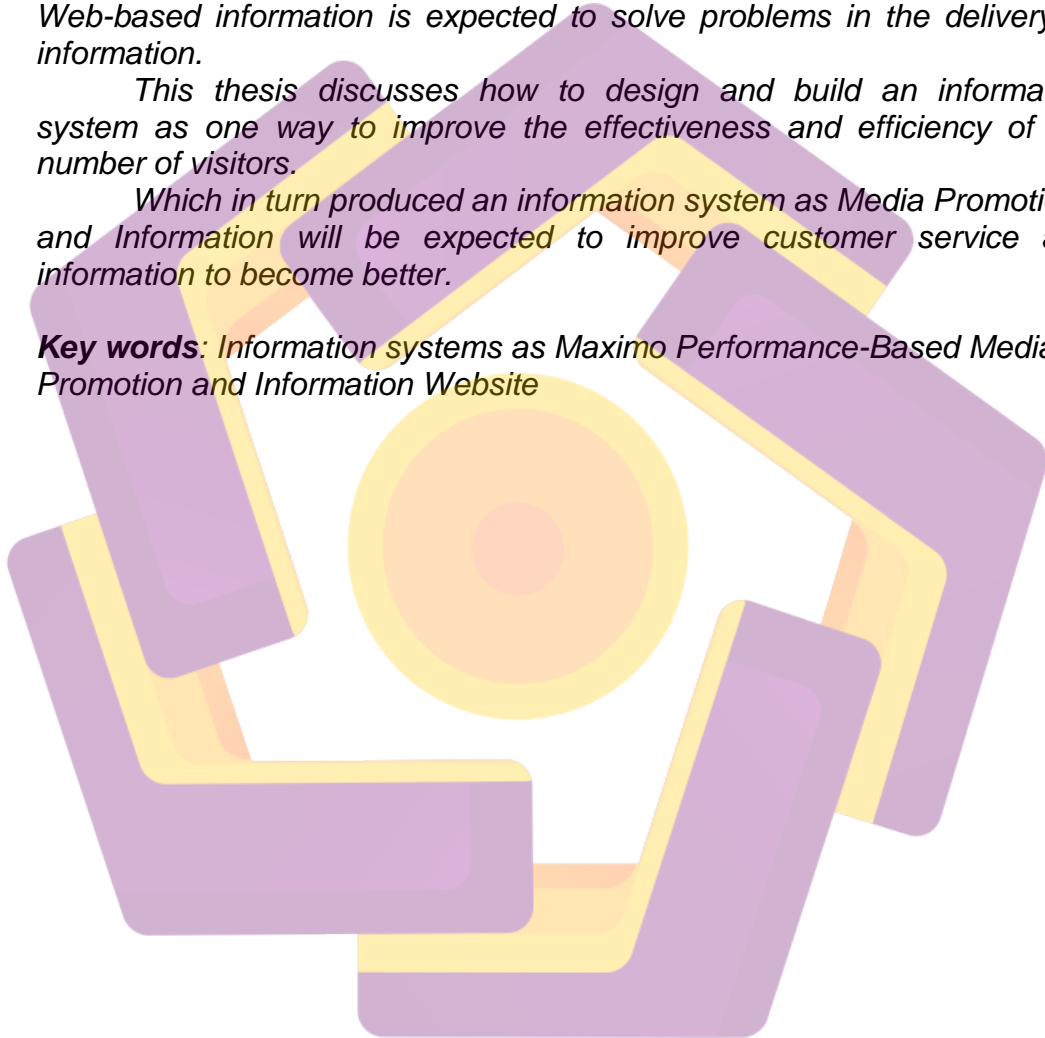 Web-based information is expected to solve problems in the delivery
information.
This thesis discusses how to design and build an informa
system as one way to improve the effectiveness and efficiency of
number of visitors.
Which in turn produced an information system as Media Promoti
and Information will be expected to improve customer service a
information to become better.
Key words: Information systems as Maximo Performance-Based Media
Promotion and Information Website